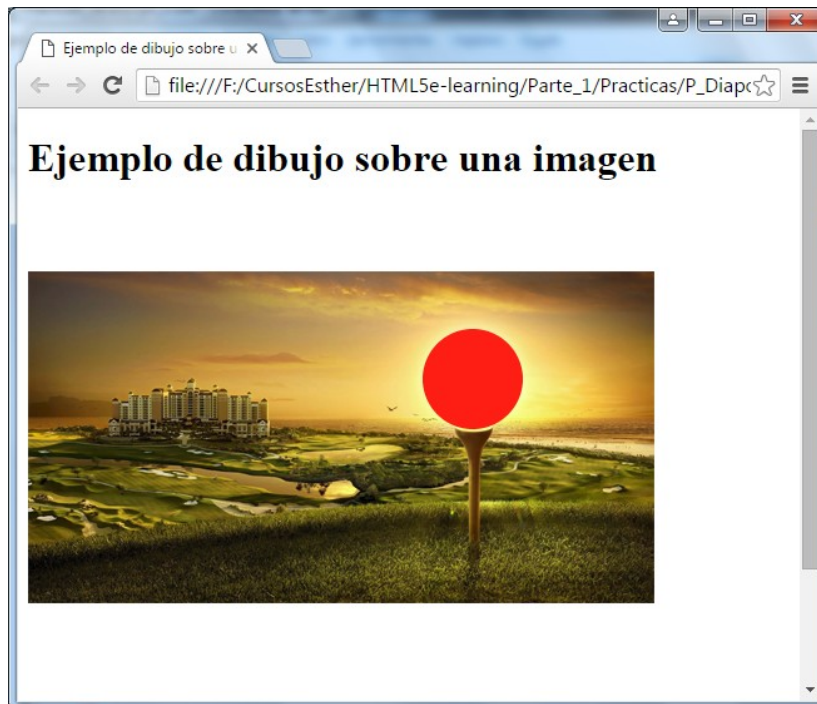 Ejemplo de dibujo sobre u
file:///F:/CursosEsther/HTML5e-learning/Parte_1/Practicas/P_Diapo
Ejemplo de dibujo sobre una imagen